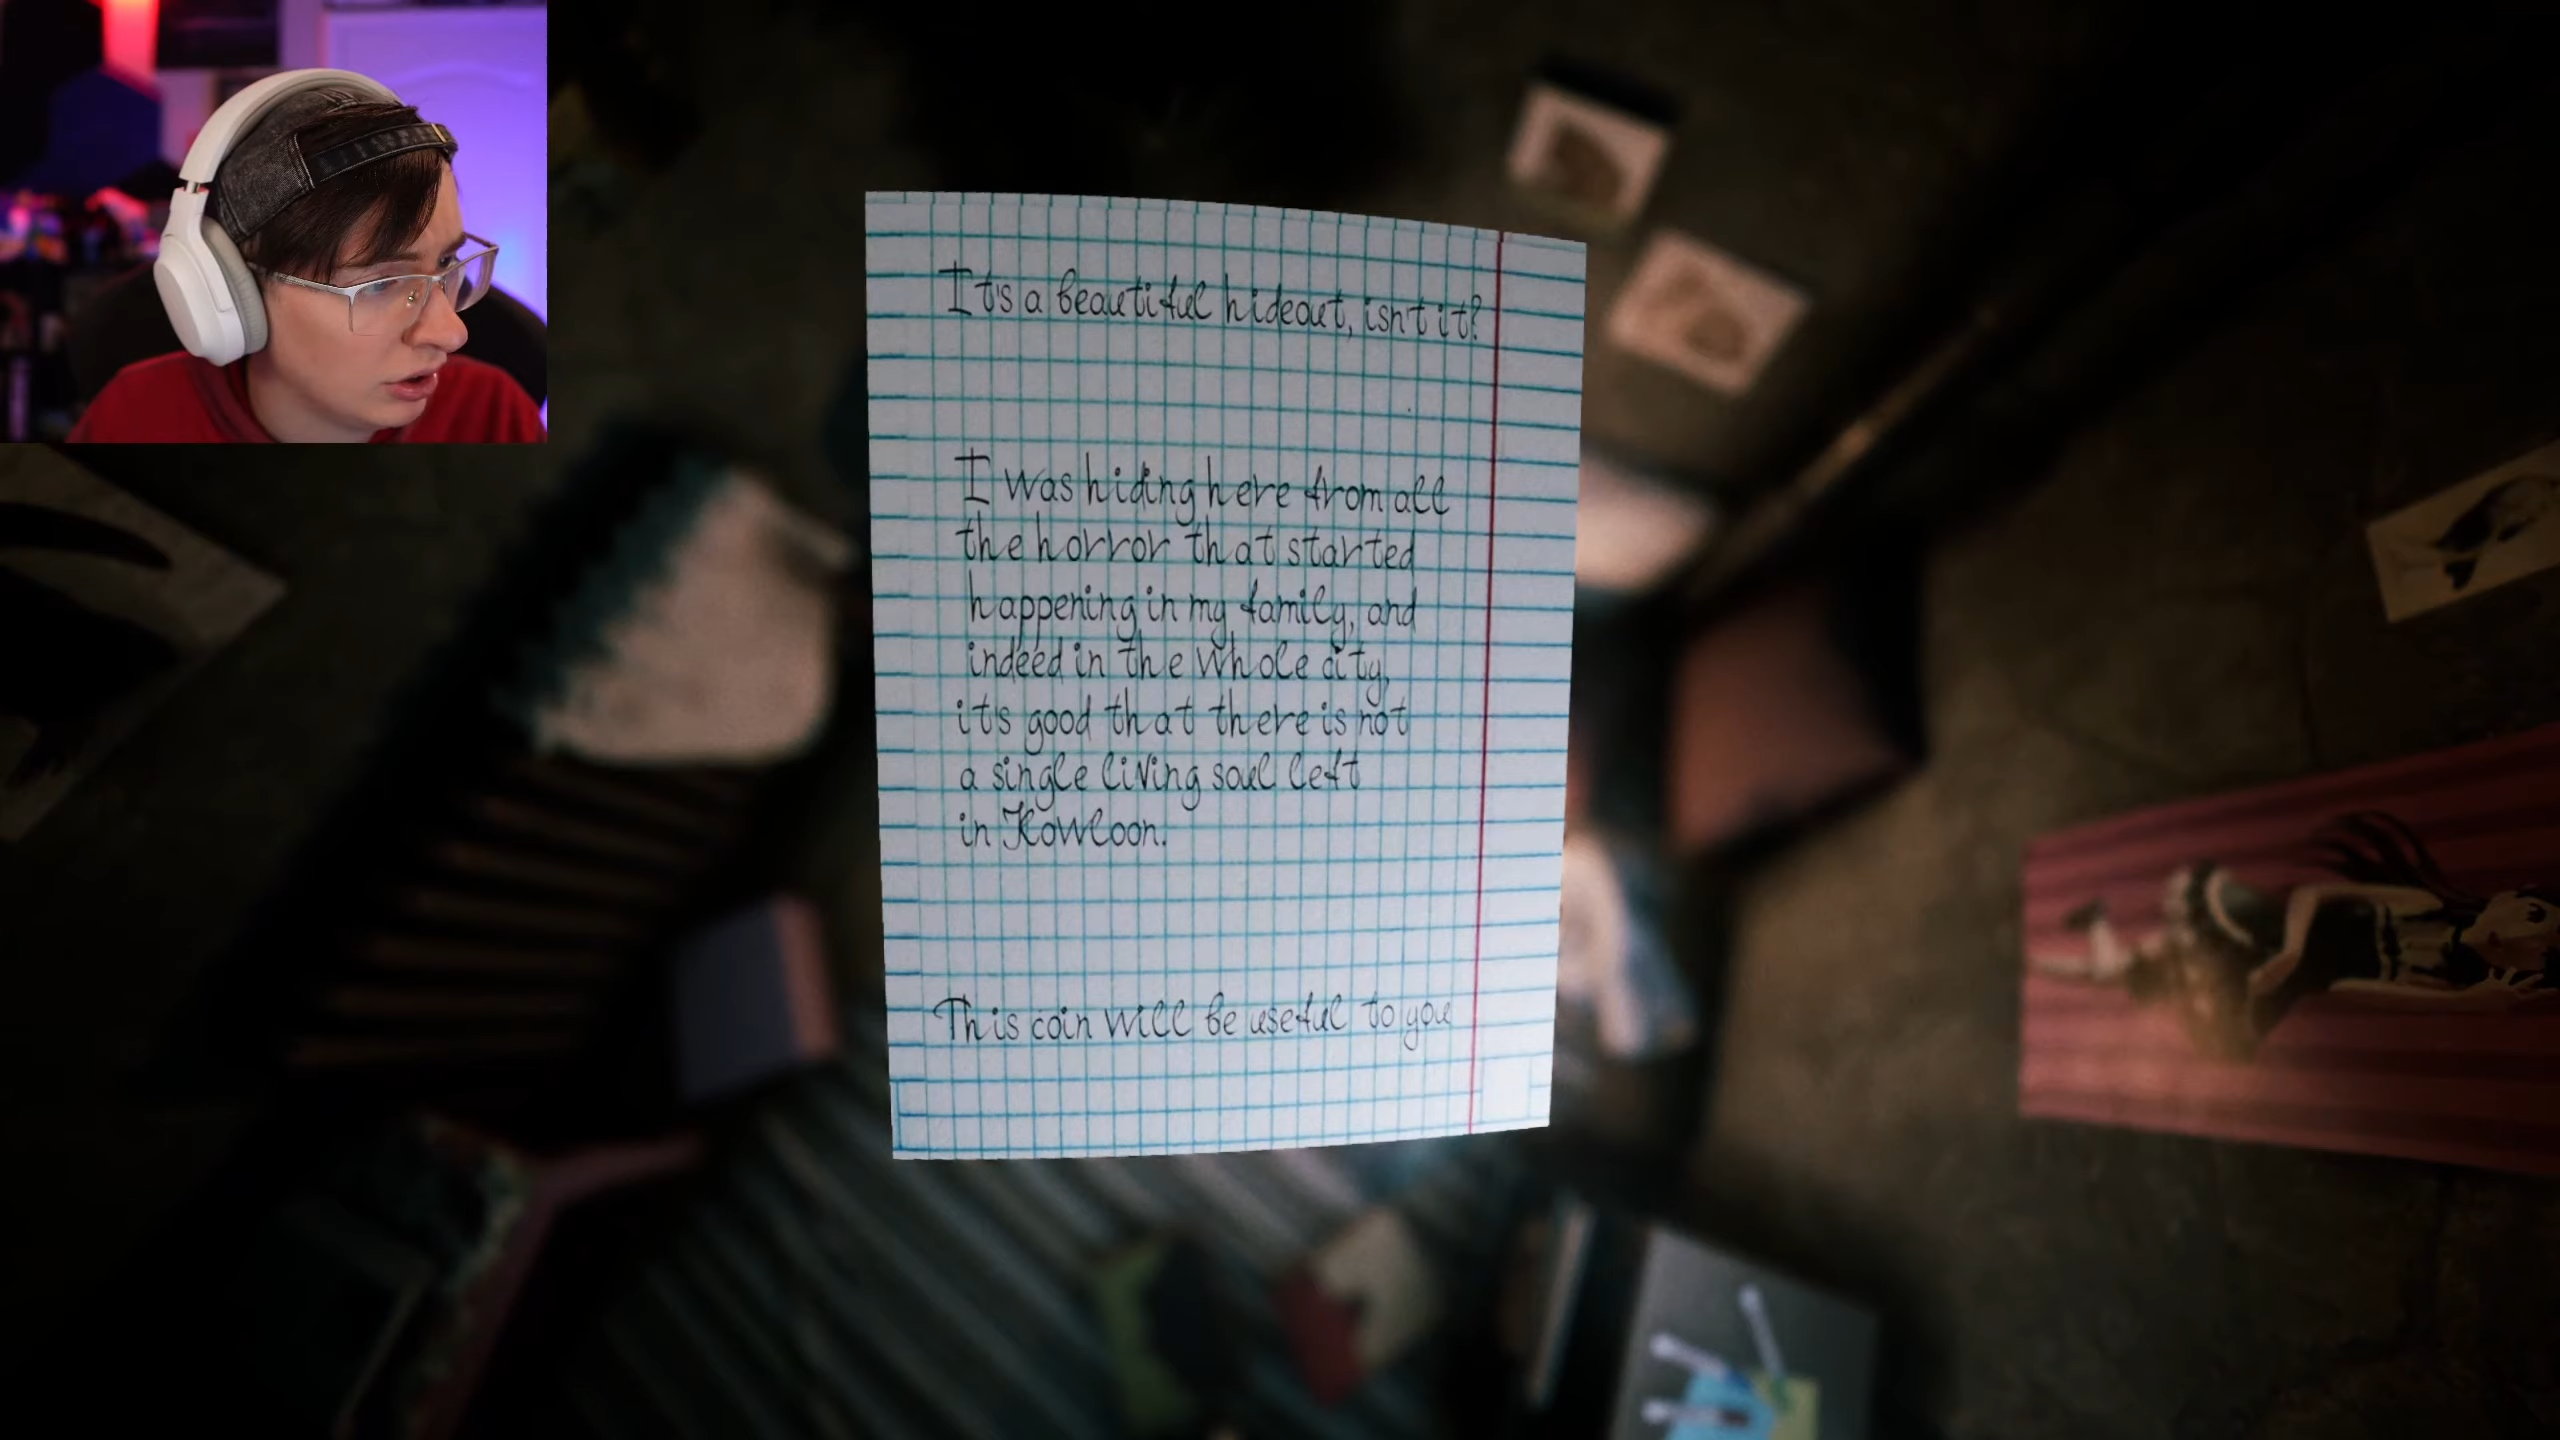 It's a beautiful hideout, isn't it?
I was hiding here from all
the horror that started
happening in my family, and
indeed in the whole city,
it's good that there is not
a single living soul left
in Kowloon.
This coin will be useful to you